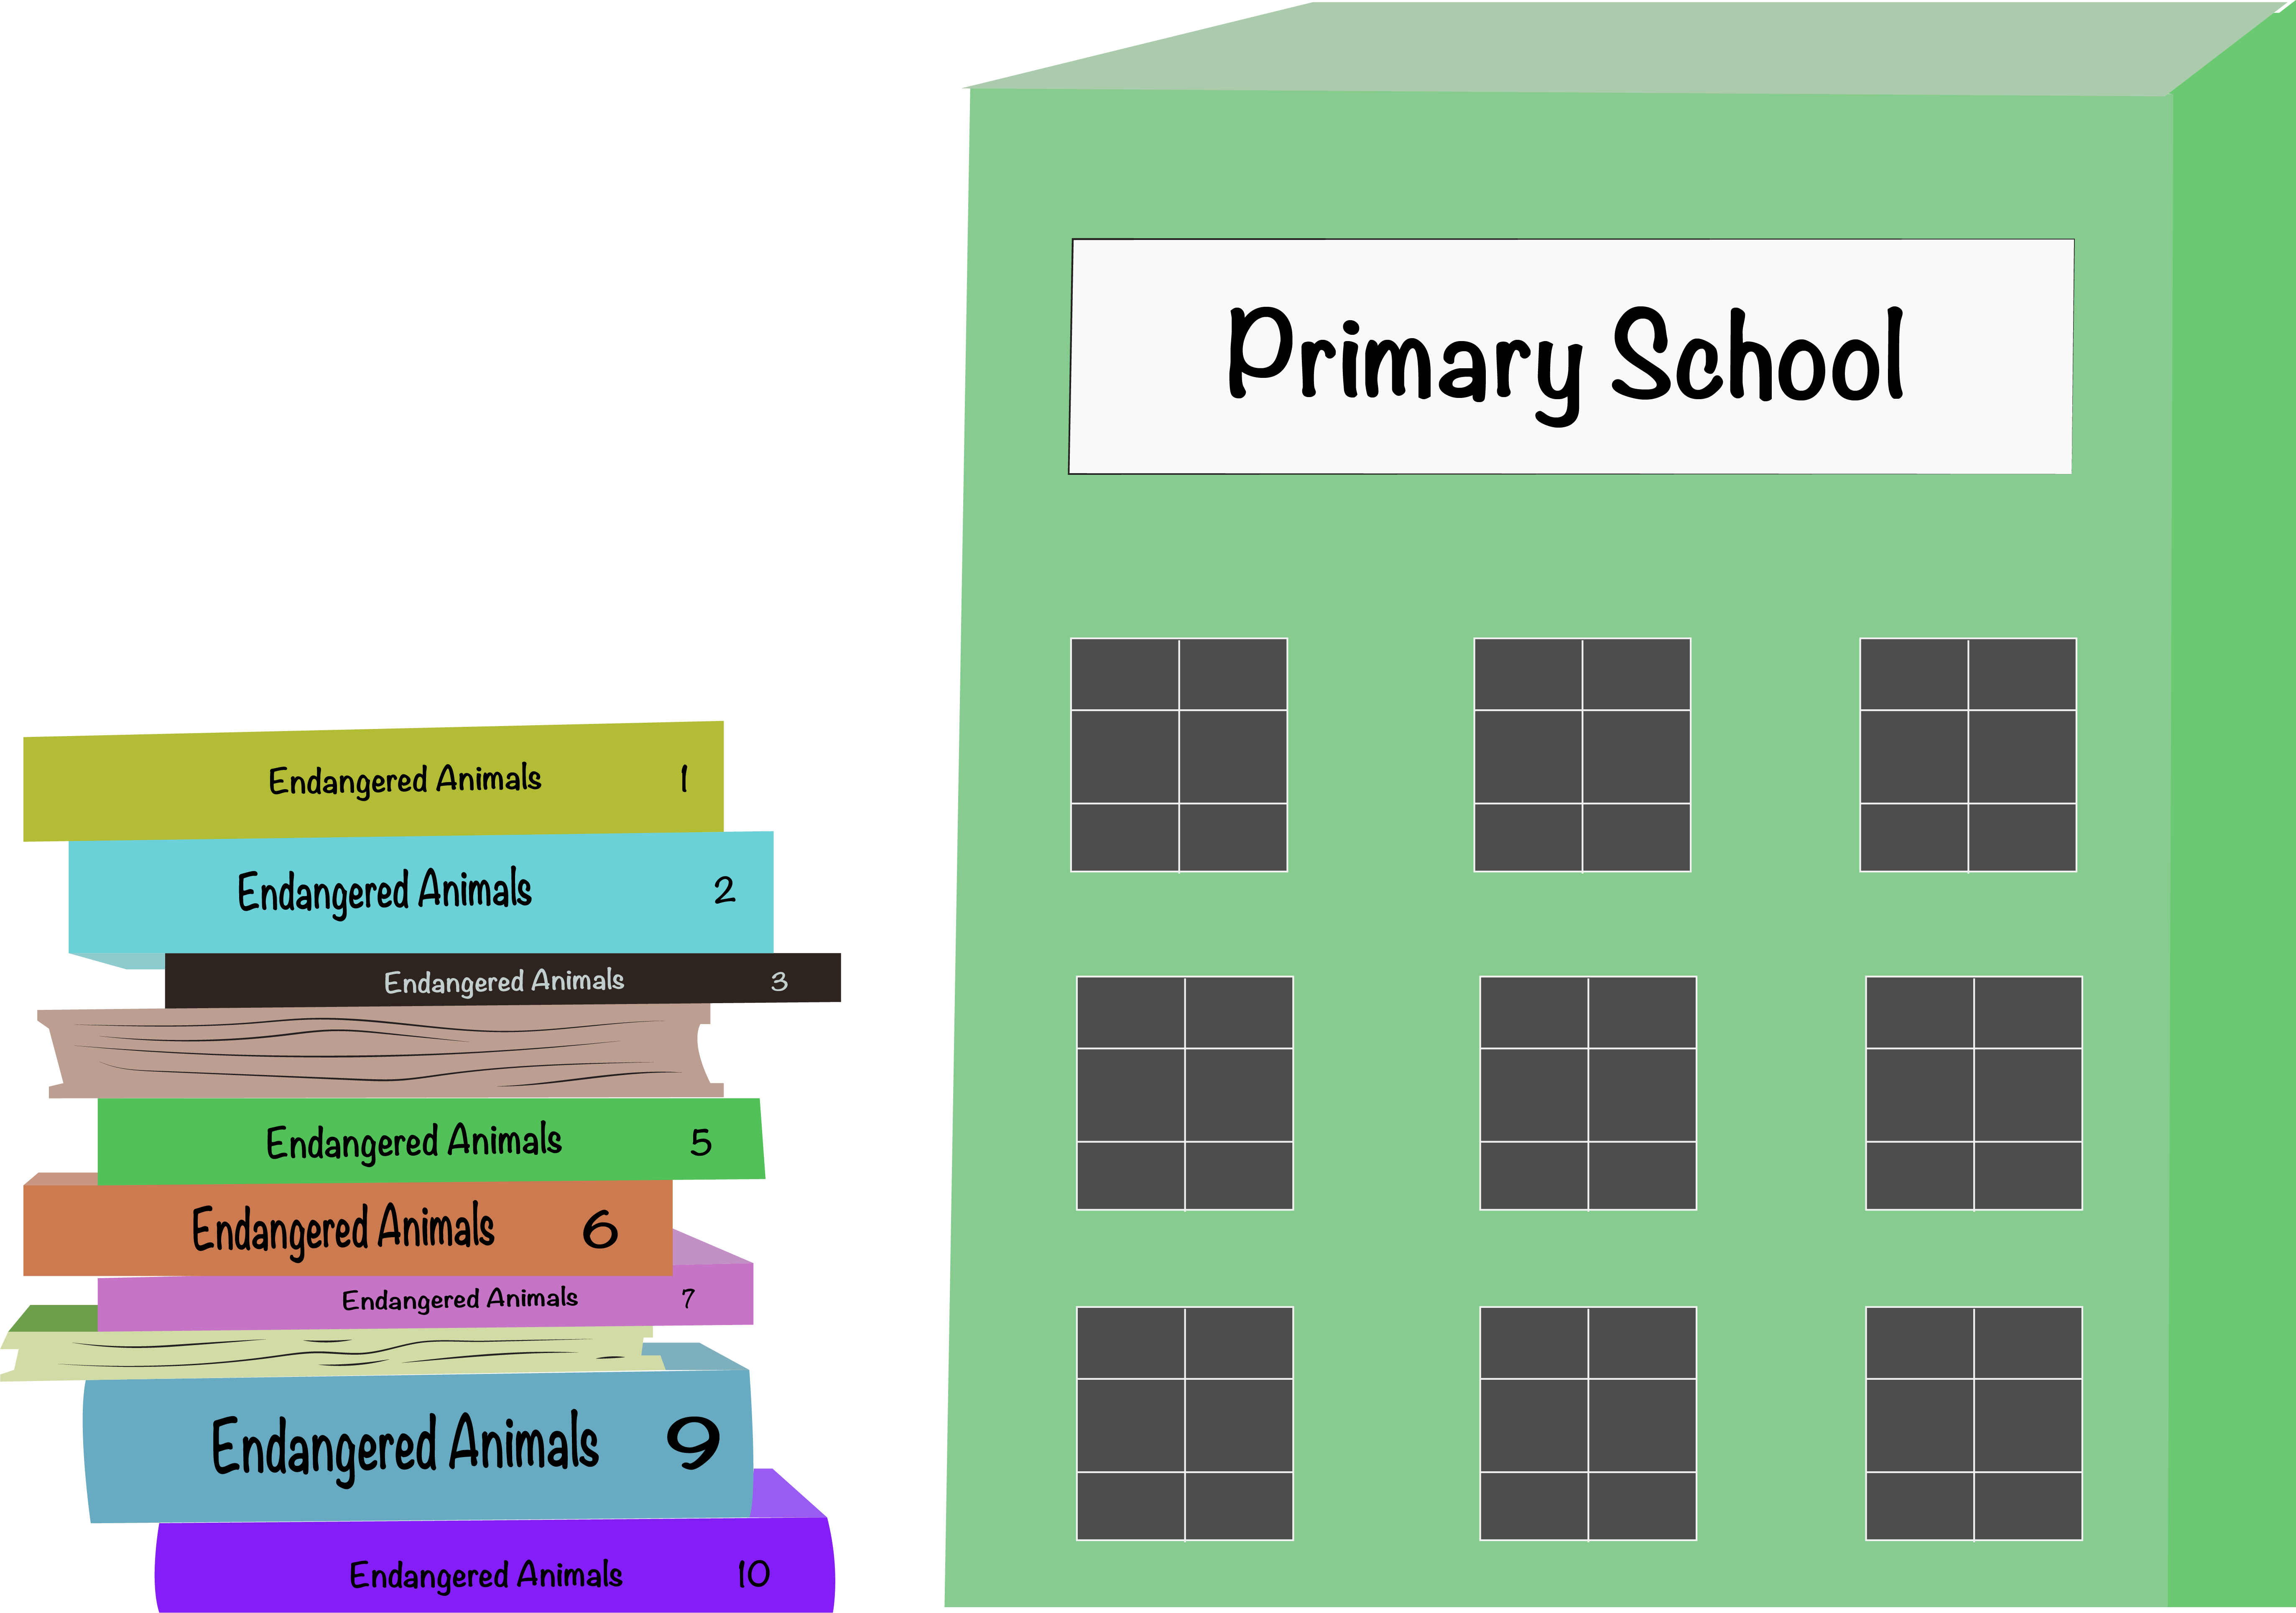 Primary School
Endangered Animals 1
Endangered Animals 2
Endangered Animals 3
Endangered Animals 5
Endangered Animals 6
Endangered Animals 7
Endangered Animals 9
Endangered Animals 10